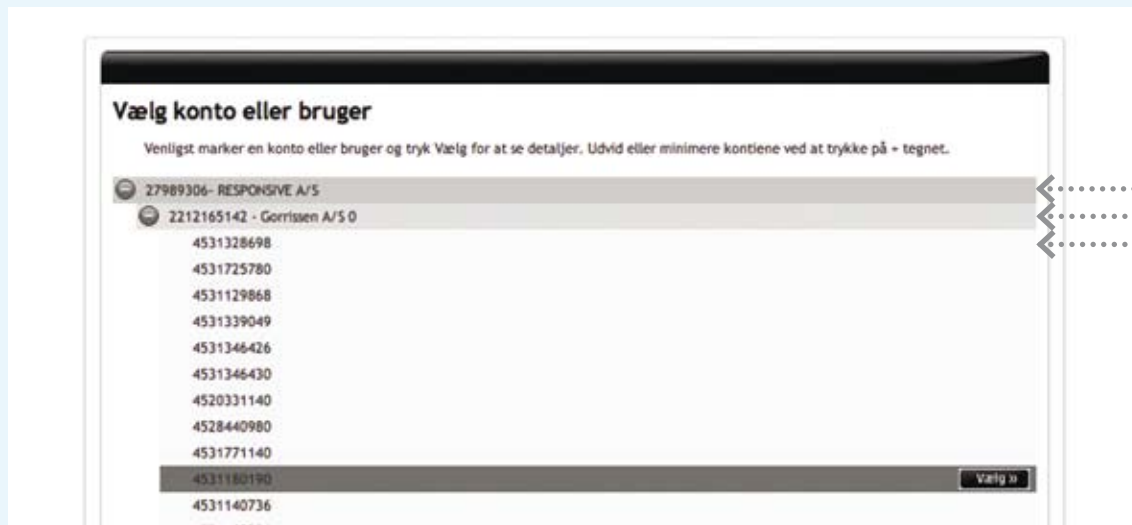 Vælg konto eller bruger
Venligst marker en konto eller bruger og tryk Vælg for at se detaljer. Udvid eller minimere kontiene ved at trykke på + tegnet.
27989306- RESPONSIVE A/S
2212165142 - Gorrissen A/S 0
4531328698
4531725780
4531129868
4531339049
4531346426
4531346430
4520331140
4528440980
4531771140
4531180190
Vælg »
4531140736